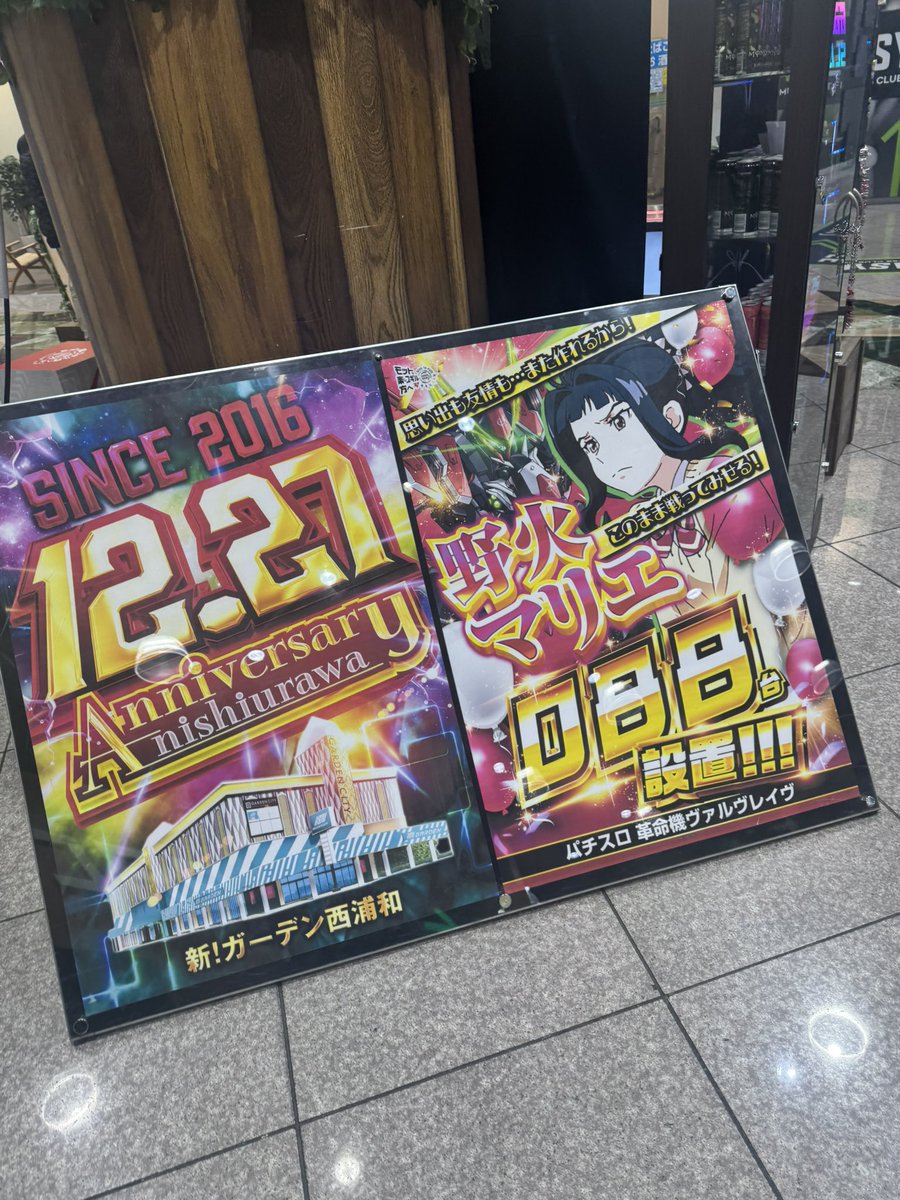 SINCE 2016
12.27
Anniversary
nishiurawa
GARDEN CITY
新!ガーデン西浦和
思い出も友情も…また作れるから!
このまま戦ってみせる!
野火
マリエ
088台
設置!!!
パチスロ 革命機ヴァルヴレイヴ